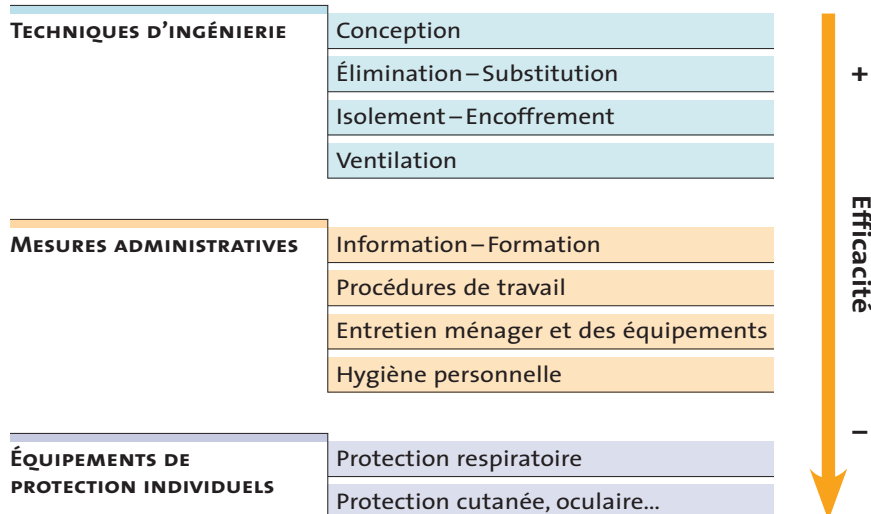 TECHNIQUES D’INGÉNIERIE
Conception
Élimination–Substitution
Isolement–Encoffrement
Ventilation
MESURES ADMINISTRATIVES
Information–Formation
Procédures de travail
Entretien ménager et des équipements
Hygiène personnelle
ÉQUIPEMENTS DE
PROTECTION INDIVIDUELS
Protection respiratoire
Protection cutanée, oculaire...
+
Efficacité
–